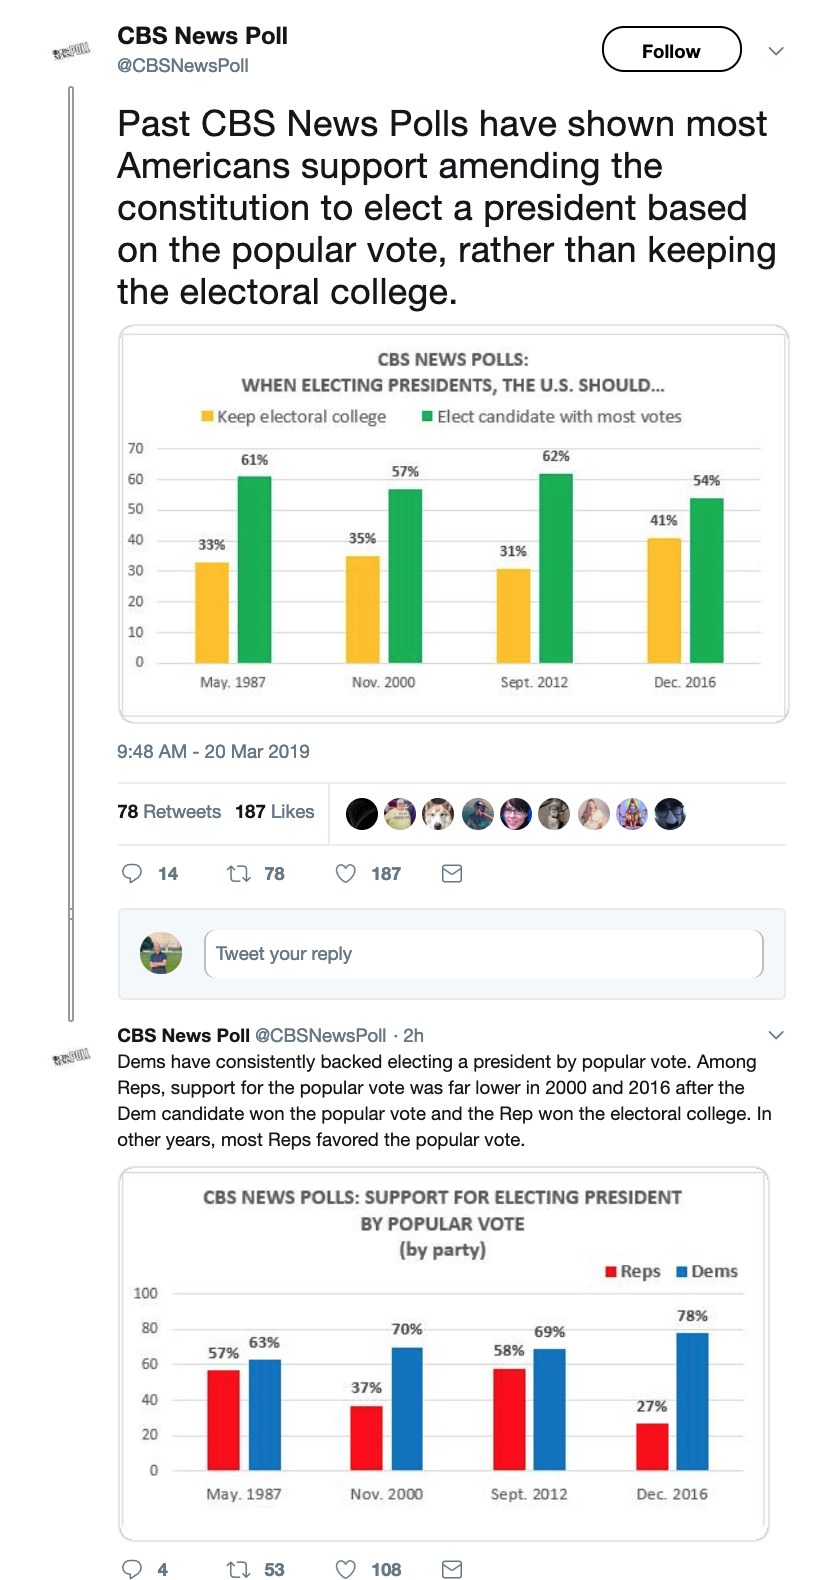 CBS News Poll
@CBSNewsPoll
Follow
Past CBS News Polls have shown most
Americans support amending the
constitution to elect a president based
on the popular vote, rather than keeping
the electoral college.
CBS NEWS POLLS:
WHEN ELECTING PRESIDENTS, THE U.S. SHOULD...
Keep electoral college Elect candidate with most votes
70
60
50
40
30
20
10
0
33% 61% 35% 57% 31% 62% 41% 54%
May. 1987 Nov. 2000 Sept. 2012 Dec. 2016
9:48 AM - 20 Mar 2019
78 Retweets 187 Likes
14 78 187
Tweet your reply
CBS News Poll @CBSNewsPoll · 2h
Dems have consistently backed electing a president by popular vote. Among
Reps, support for the popular vote was far lower in 2000 and 2016 after the
Dem candidate won the popular vote and the Rep won the electoral college. In
other years, most Reps favored the popular vote.
CBS NEWS POLLS: SUPPORT FOR ELECTING PRESIDENT
BY POPULAR VOTE
(by party)
Reps Dems
100
80
60
40
20
0
57% 63% 37% 70% 58% 69% 27% 78%
May. 1987 Nov. 2000 Sept. 2012 Dec. 2016
4 53 108